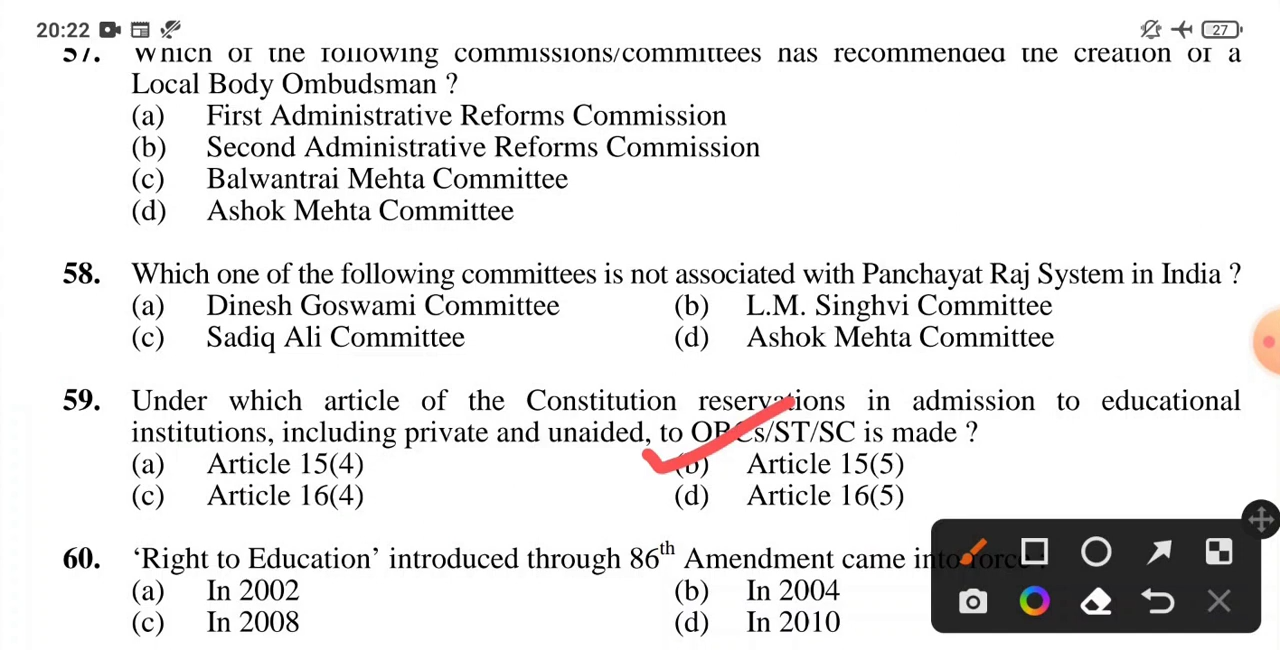 20:22
27
57. Which of the following commissions/committees has recommended the creation of a
Local Body Ombudsman ?
(a) First Administrative Reforms Commission
(b) Second Administrative Reforms Commission
(c) Balwantrai Mehta Committee
(d) Ashok Mehta Committee
58. Which one of the following committees is not associated with Panchayat Raj System in India ?
(a) Dinesh Goswami Committee (b) L.M. Singhvi Committee
(c) Sadiq Ali Committee (d) Ashok Mehta Committee
59. Under which article of the Constitution reservations in admission to educational
institutions, including private and unaided, to OBCs/ST/SC is made ?
(a) Article 15(4) (b) Article 15(5)
(c) Article 16(4) (d) Article 16(5)
60. ‘Right to Education’ introduced through 86th Amendment came into force :
(a) In 2002 (b) In 2004
(c) In 2008 (d) In 2010